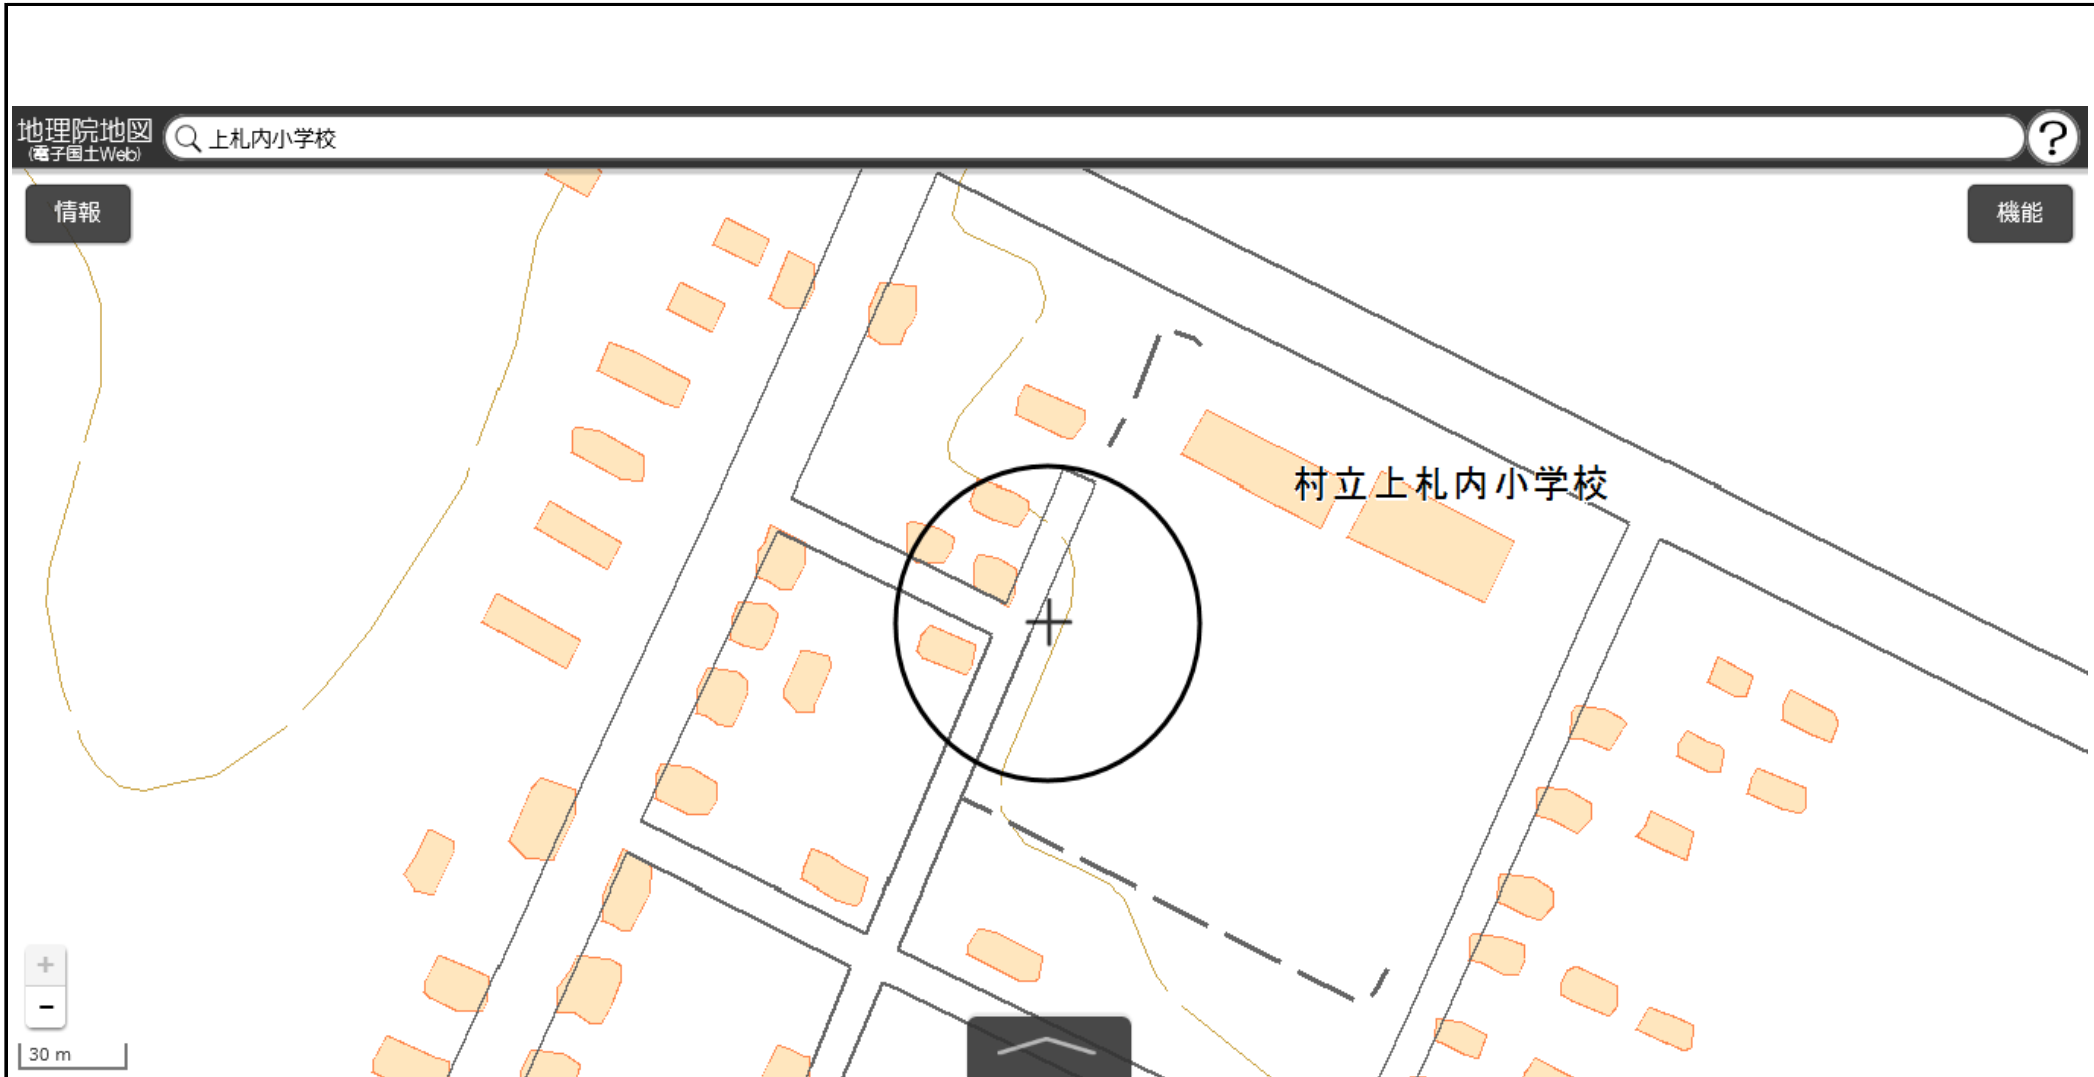 地理院地図
(電子国土Web)
上札内小学校
?
情報
機能
村立上札内小学校
+
−
30 m